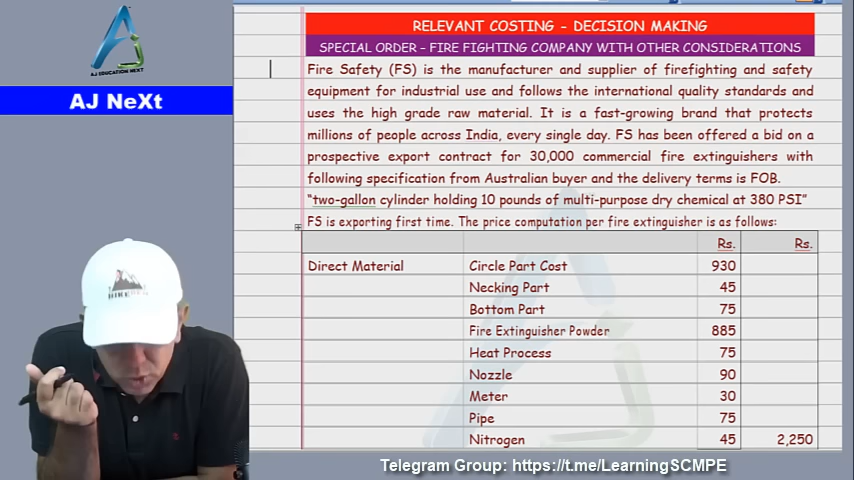 RELEVANT COSTING – DECISION MAKING
SPECIAL ORDER – FIRE FIGHTING COMPANY WITH OTHER CONSIDERATIONS
AJ EDUCATION NEXT
AJ NeXt
Fire Safety (FS) is the manufacturer and supplier of firefighting and safety
equipment for industrial use and follows the international quality standards and
uses the high grade raw material. It is a fast-growing brand that protects
millions of people across India, every single day. FS has been offered a bid on a
prospective export contract for 30,000 commercial fire extinguishers with
following specification from Australian buyer and the delivery terms is FOB.
“two-gallon cylinder holding 10 pounds of multi-purpose dry chemical at 380 PSI”
FS is exporting first time. The price computation per fire extinguisher is as follows:
Rs. Rs.
Direct Material Circle Part Cost 930
Necking Part 45
Bottom Part 75
Fire Extinguisher Powder 885
Heat Process 75
Nozzle 90
Meter 30
Pipe 75
Nitrogen 45 2,250
Telegram Group: https://t.me/LearningSCMPE